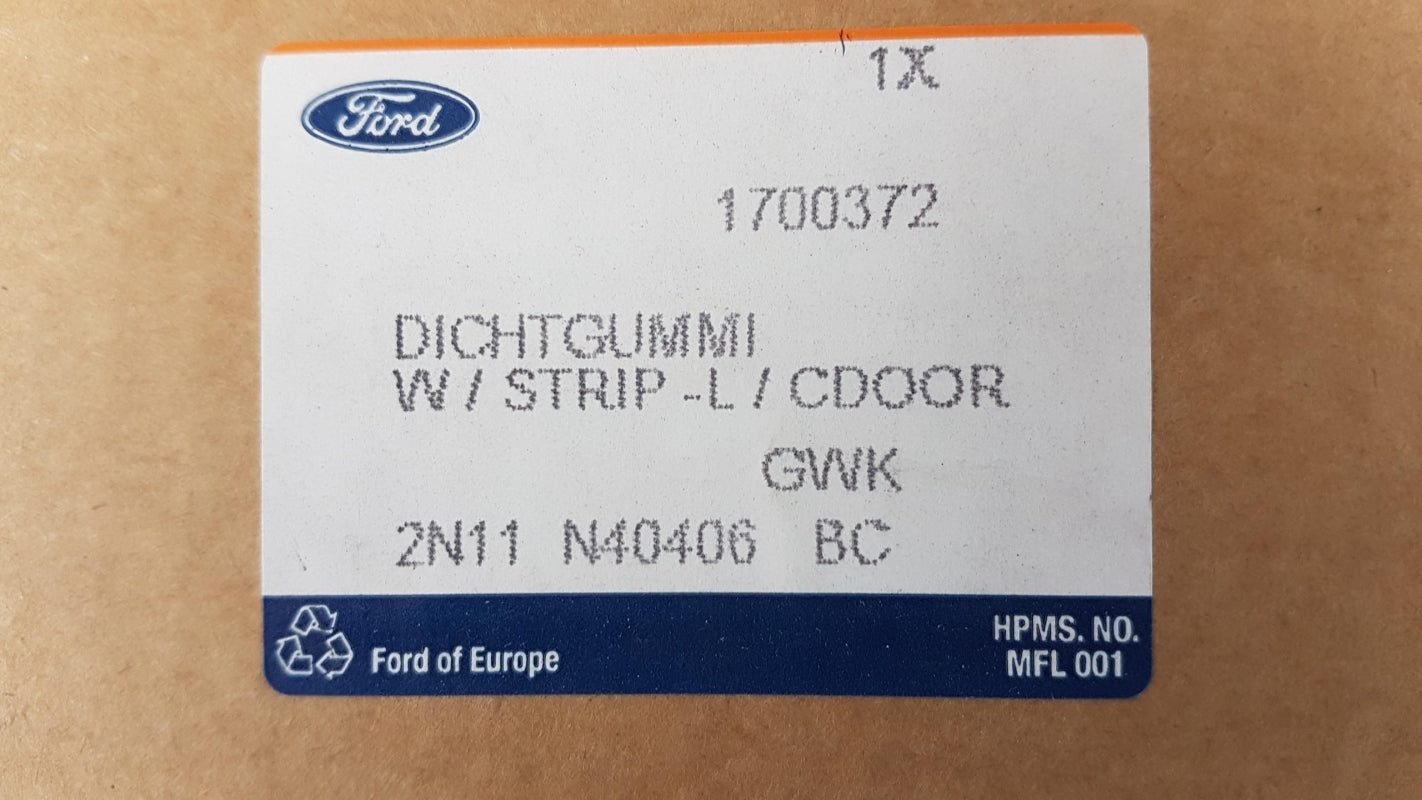 1X
Ford
1700372
DICHTGUMMI
W / STRIP -L / CDOOR
GWK
2N11 N40406 BC
Ford of Europe
HPMS. NO.
MFL 001